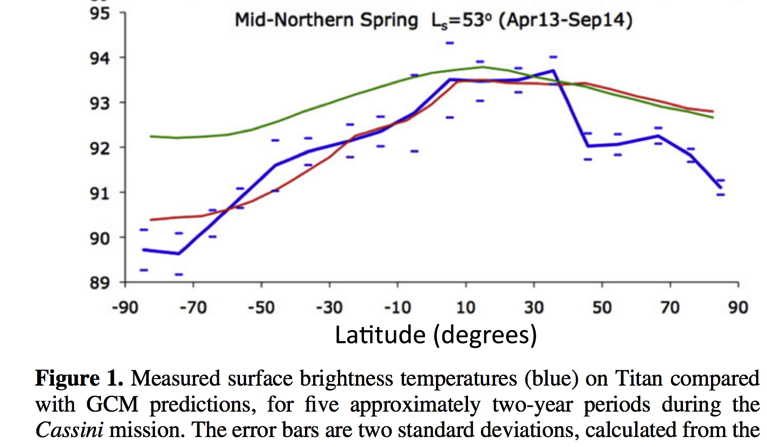 95
Mid-Northern Spring Ls=53° (Apr13-Sep14)
94
93
92
91
90
89
-90 -70 -50 -30 -10 10 30 50 70 90
Latitude (degrees)
Figure 1. Measured surface brightness temperatures (blue) on Titan compared
with GCM predictions, for five approximately two-year periods during the
Cassini mission. The error bars are two standard deviations, calculated from the